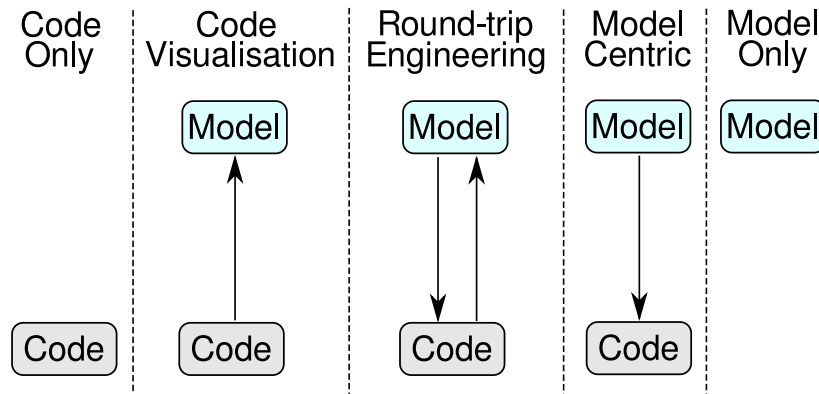 Code
Only
Code
Visualisation
Round-trip
Engineering
Model
Centric
Model
Only
Model
Model
Model
Model
Code
Code
Code
Code